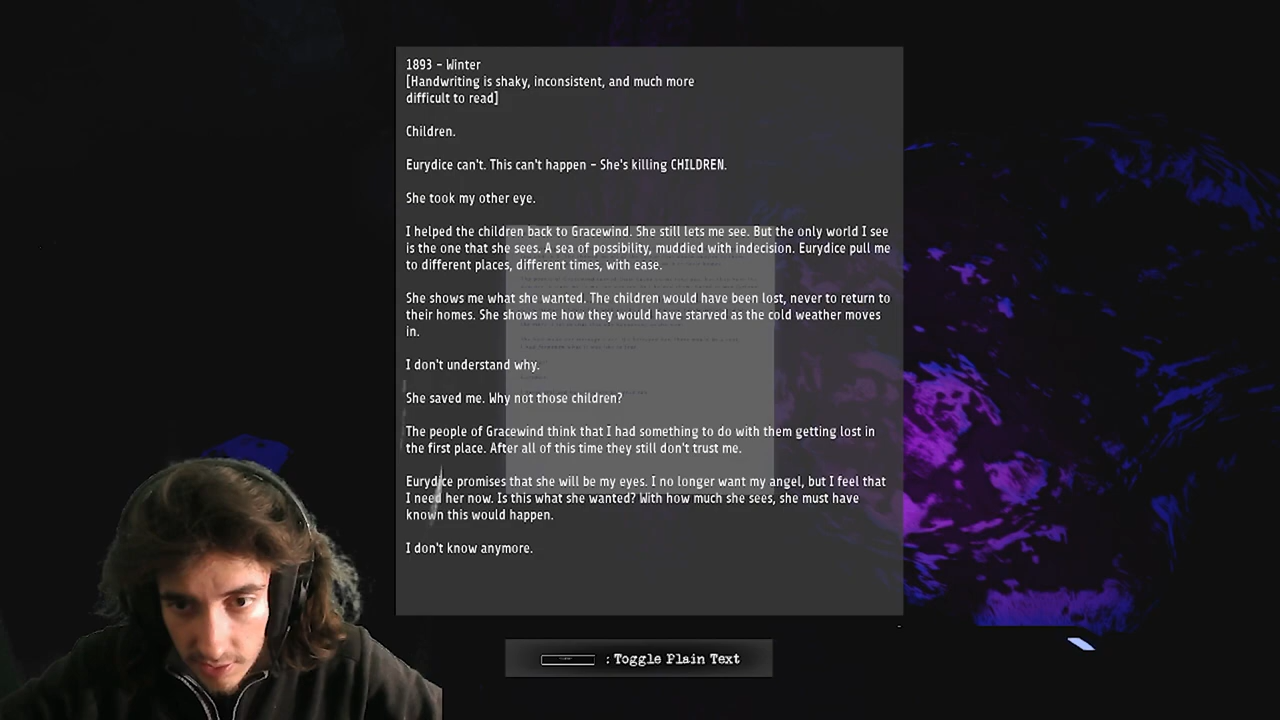 1893 - Winter
[Handwriting is shaky, inconsistent, and much more
difficult to read]
Children.
Eurydice can't. This can't happen - She's killing CHILDREN.
She took my other eye.
I helped the children back to Gracewind. She still lets me see. But the only world I see
is the one that she sees. A sea of possibility, muddied with indecision. Eurydice pull me
to different places, different times, with ease.
She shows me what she wanted. The children would have been lost, never to return to
their homes. She shows me how they would have starved as the cold weather moves
in.
I don't understand why.
She saved me. Why not those children?
The people of Gracewind think that I had something to do with them getting lost in
the first place. After all of this time they still don't trust me.
Eurydice promises that she will be my eyes. I no longer want my angel, but I feel that
I need her now. Is this what she wanted? With how much she sees, she must have
known this would happen.
I don't know anymore.
: Toggle Plain Text